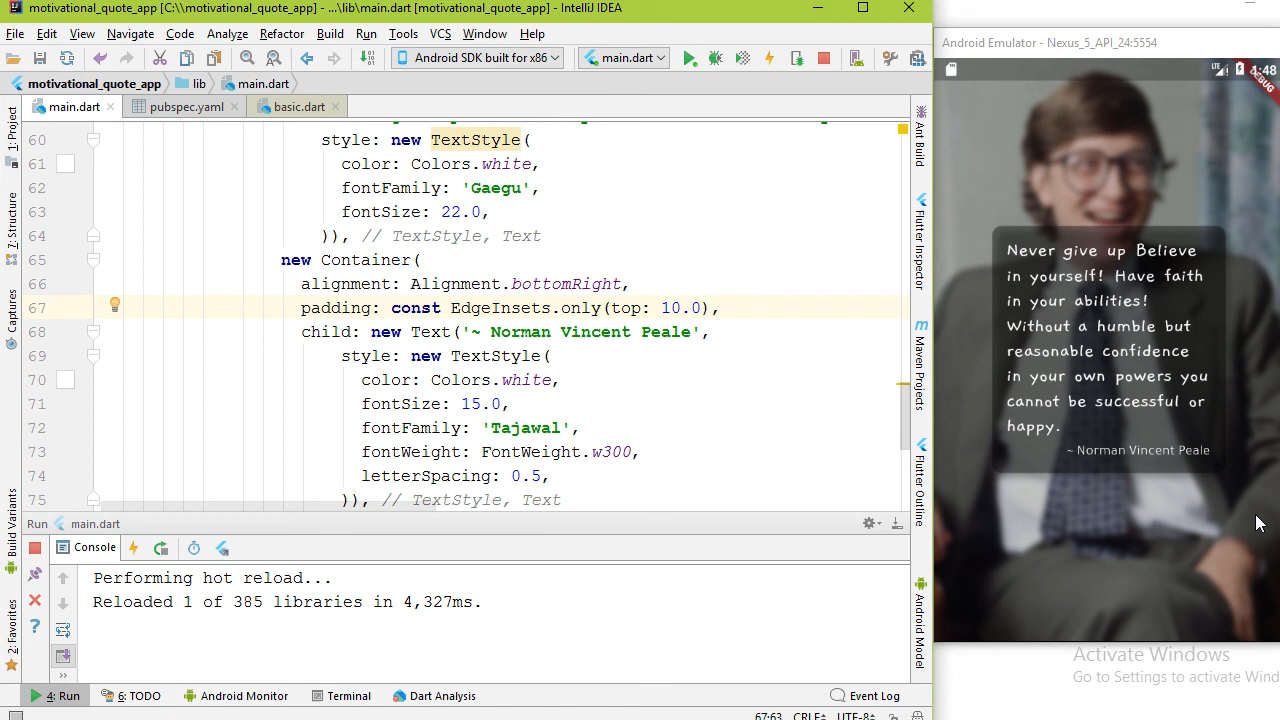 motivational_quote_app [C:\\motivational_quote_app] - ...\lib\main.dart [motivational_quote_app] - IntelliJ IDEA
File Edit View Navigate Code Analyze Refactor Build Run Tools VCS Window Help
Android SDK built for x86 main.dart
motivational_quote_app lib main.dart
main.dart pubspec.yaml basic.dart
60 style: new TextStyle(
61 color: Colors.white,
62 fontFamily: 'Gaegu',
63 fontSize: 22.0,
64 )), // TextStyle, Text
65 new Container(
66 alignment: Alignment.bottomRight,
67 padding: const EdgeInsets.only(top: 10.0),
68 child: new Text('~ Norman Vincent Peale',
69 style: new TextStyle(
70 color: Colors.white,
71 fontSize: 15.0,
72 fontFamily: 'Tajawal',
73 fontWeight: FontWeight.w300,
74 letterSpacing: 0.5,
75 )), // TextStyle, Text
1: Project
7: Structure
Captures
Build Variants
2: Favorites
Ant Build
Flutter Inspector
Maven Projects
Flutter Outline
Android Model
Run main.dart
Console
Performing hot reload...
Reloaded 1 of 385 libraries in 4,327ms.
4: Run 6: TODO Android Monitor Terminal Dart Analysis Event Log
67:63 CRLF UTF-8
Android Emulator - Nexus_5_API_24:5554
LTE 1:48
DEBUG
Never give up Believe
in yourself! Have faith
in your abilities!
Without a humble but
reasonable confidence
in your own powers you
cannot be successful or
happy.
~ Norman Vincent Peale
Activate Windows
Go to Settings to activate Wind